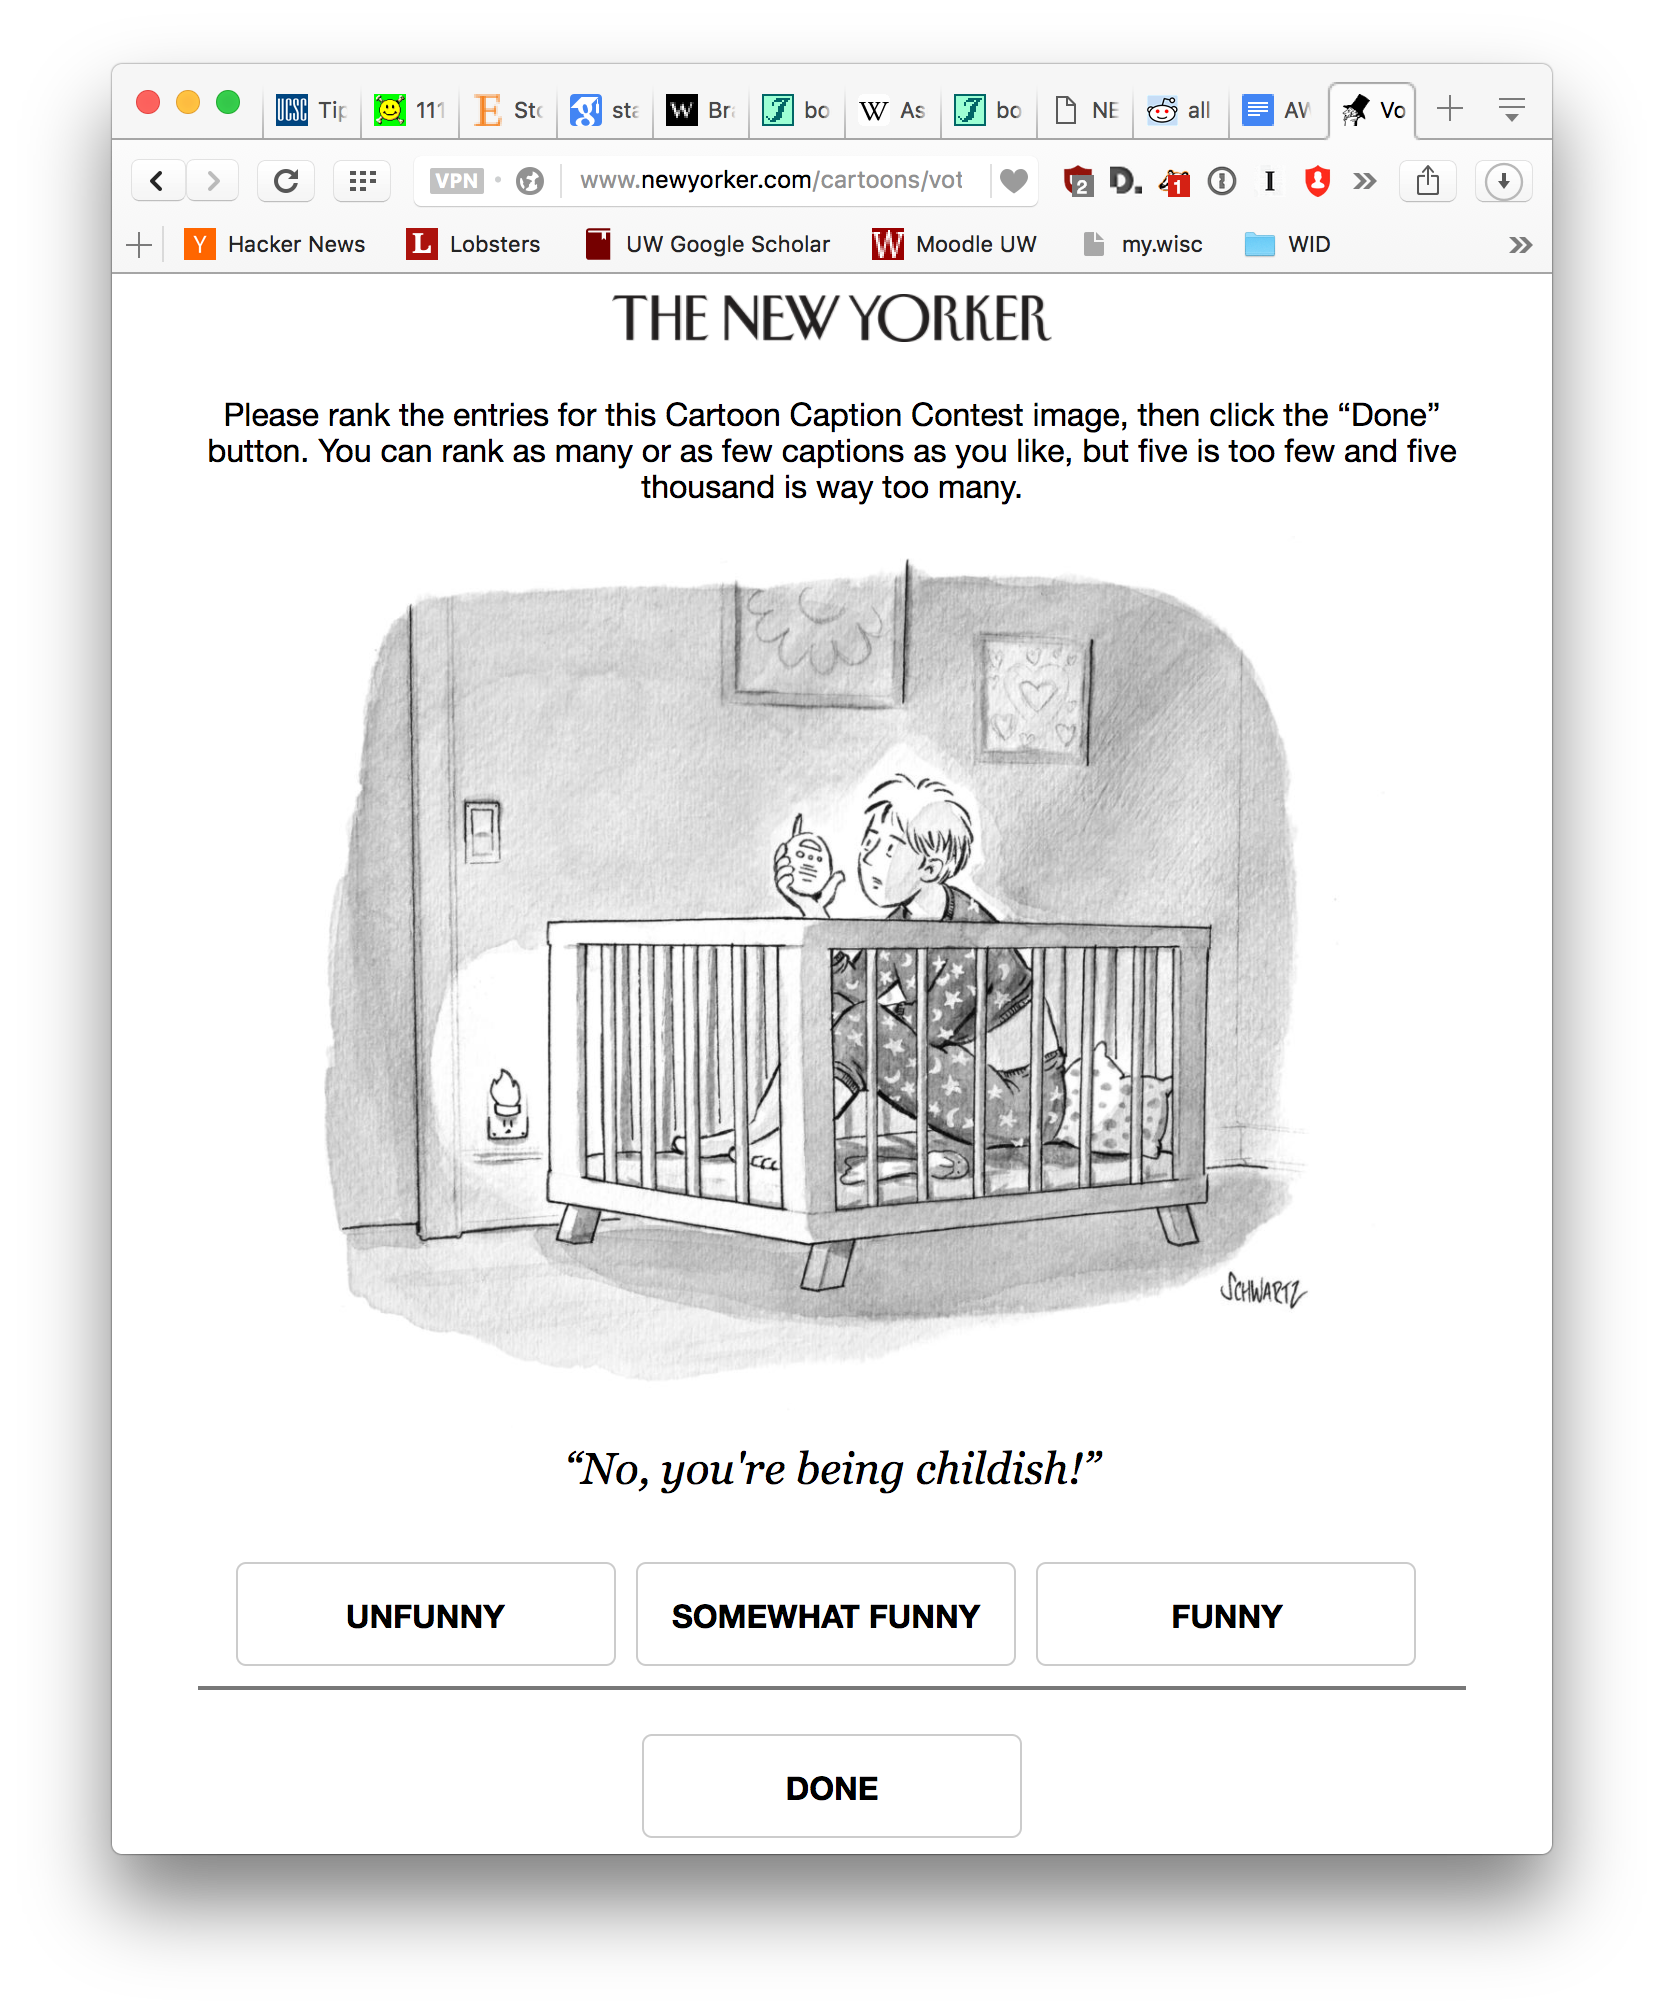 UCSC Tip 111 E Sto sta W Bra bo W As bo NE all AW Vo
VPN www.newyorker.com/cartoons/vot 2 D. 1 I
Y Hacker News L Lobsters UW Google Scholar W Moodle UW my.wisc WID
THE NEW YORKER
Please rank the entries for this Cartoon Caption Contest image, then click the “Done”
button. You can rank as many or as few captions as you like, but five is too few and five
thousand is way too many.
SCHWARTZ
“No, you're being childish!”
UNFUNNY SOMEWHAT FUNNY FUNNY
DONE